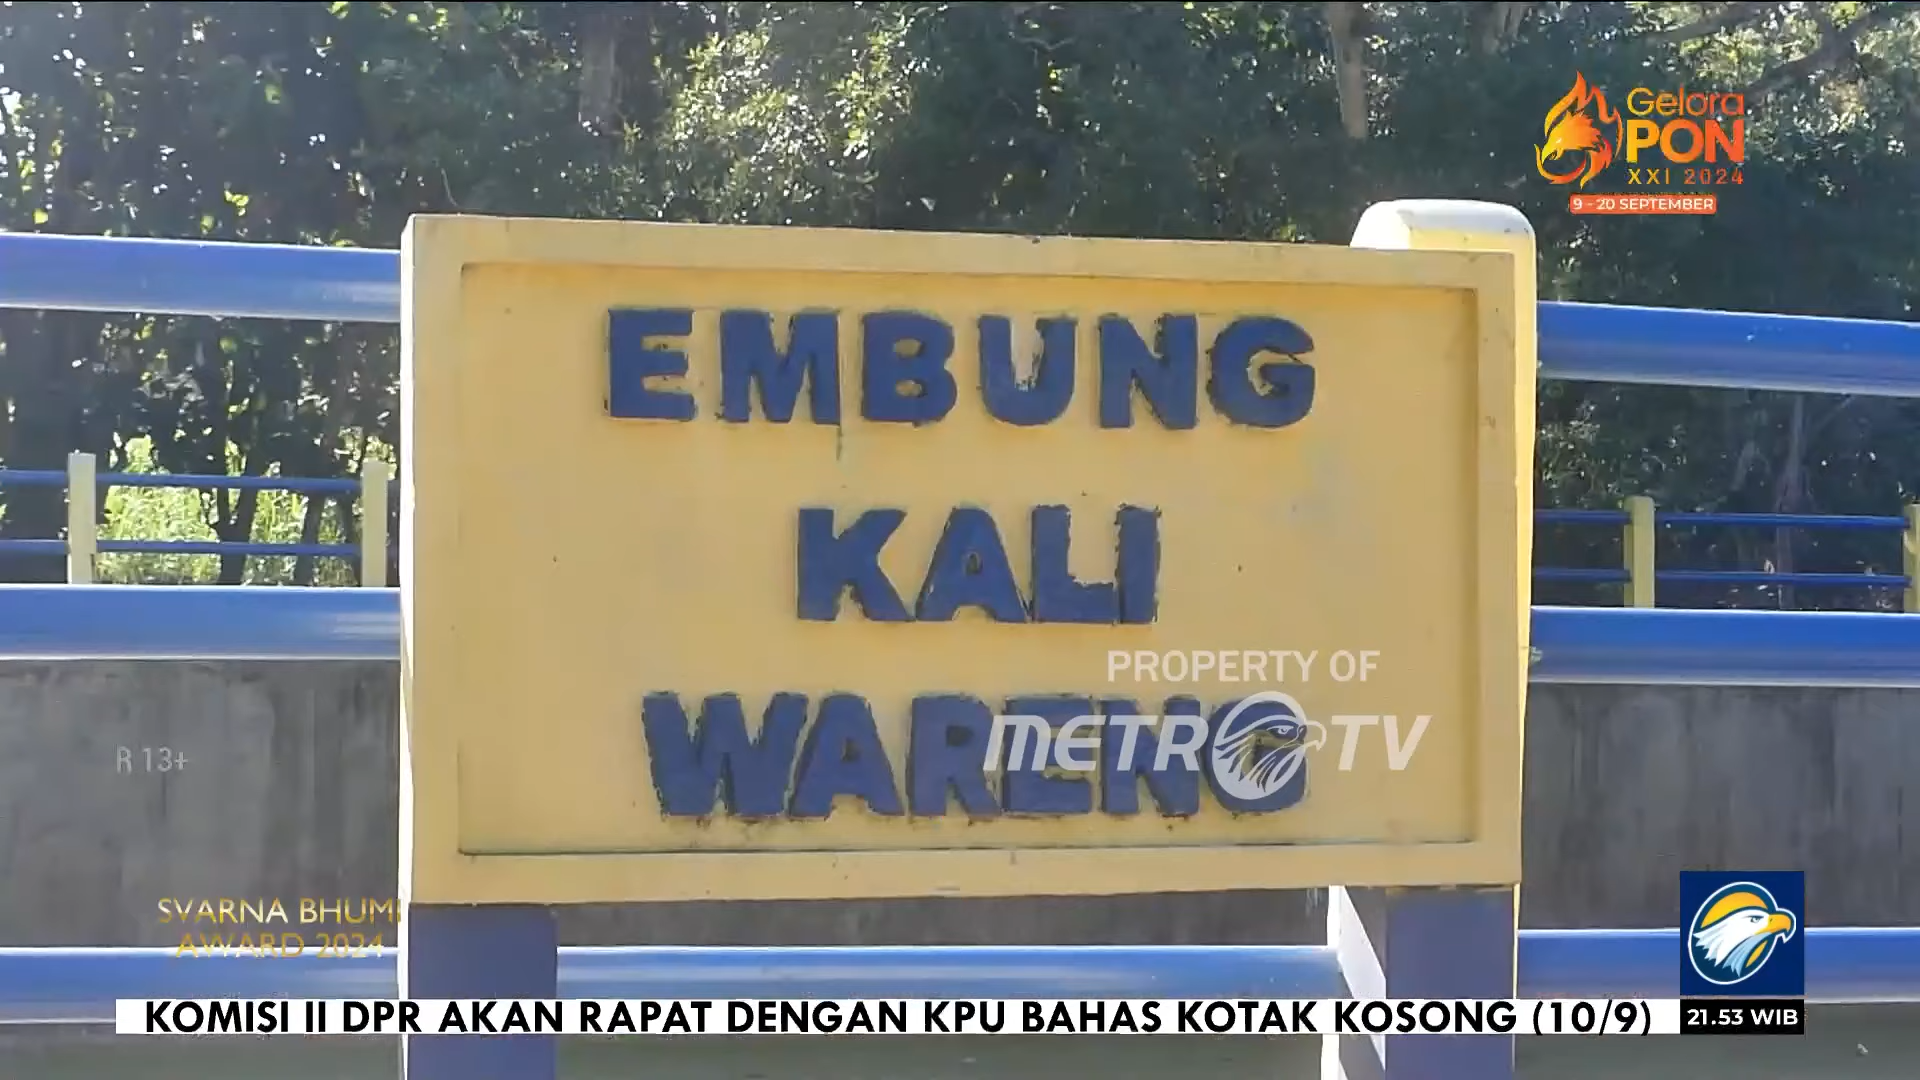 Gelora
PON
XXI 2024
9 - 20 SEPTEMBER
EMBUNG
KALI
WARENG
PROPERTY OF
METRO TV
R 13+
SVARNA BHUMI
AWARD 2024
KOMISI II DPR AKAN RAPAT DENGAN KPU BAHAS KOTAK KOSONG (10/9)
21.53 WIB